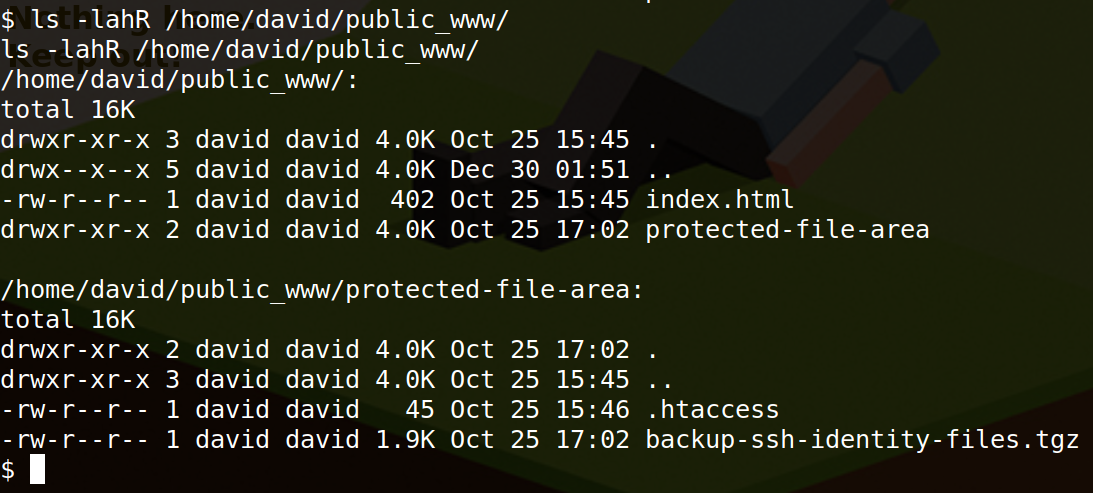 $ ls -lahR /home/david/public_www/
ls -lahR /home/david/public_www/
/home/david/public_www/:
total 16K
drwxr-xr-x 3 david david 4.0K Oct 25 15:45 .
drwx--x--x 5 david david 4.0K Dec 30 01:51 ..
-rw-r--r-- 1 david david  402 Oct 25 15:45 index.html
drwxr-xr-x 2 david david 4.0K Oct 25 17:02 protected-file-area

/home/david/public_www/protected-file-area:
total 16K
drwxr-xr-x 2 david david 4.0K Oct 25 17:02 .
drwxr-xr-x 3 david david 4.0K Oct 25 15:45 ..
-rw-r--r-- 1 david david   45 Oct 25 15:46 .htaccess
-rw-r--r-- 1 david david 1.9K Oct 25 17:02 backup-ssh-identity-files.tgz
$